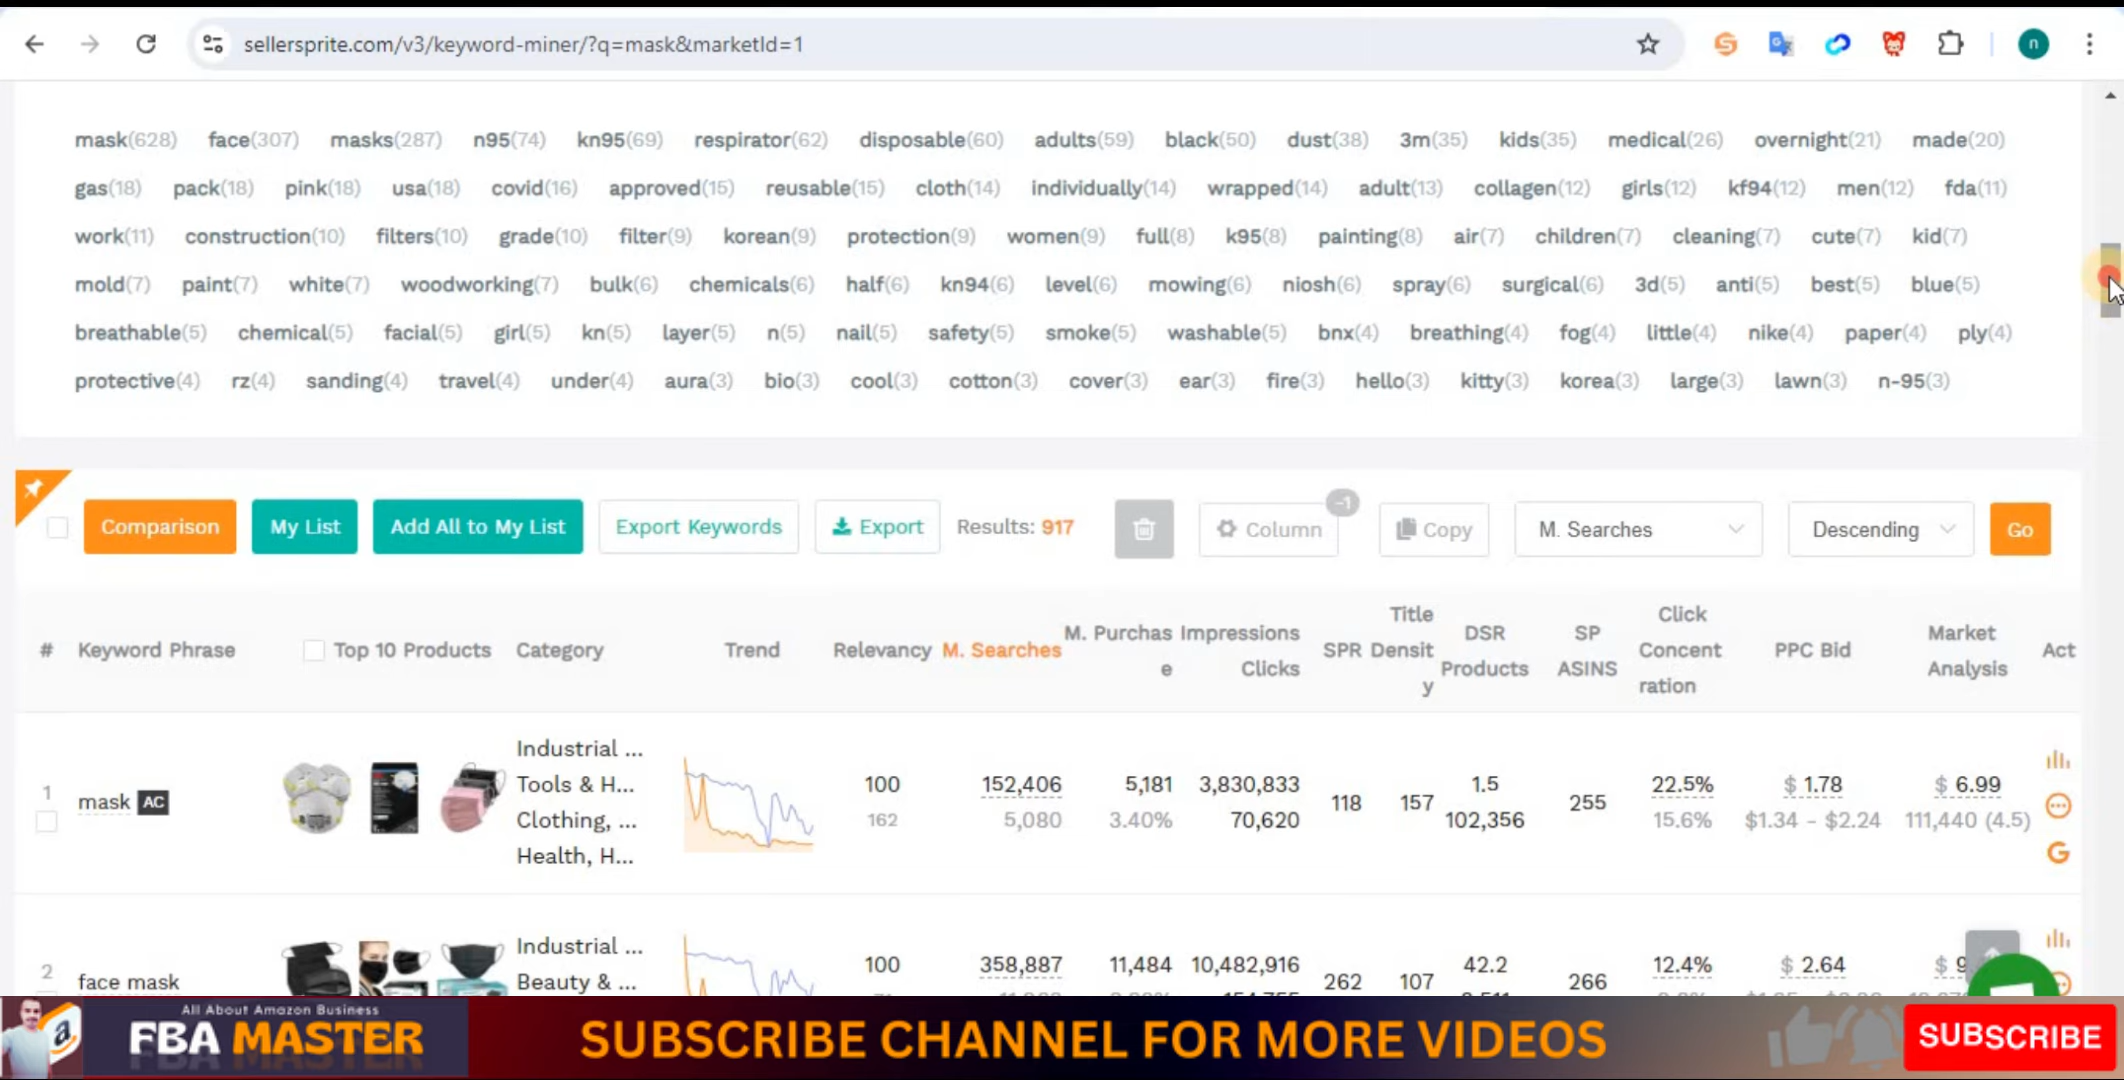 sellersprite.com/v3/keyword-miner/?q=mask&marketId=1
n
mask(628) face(307) masks(287) n95(74) kn95(69) respirator(62) disposable(60) adults(59) black(50) dust(38) 3m(35) kids(35) medical(26) overnight(21) made(20)
gas(18) pack(18) pink(18) usa(18) covid(16) approved(15) reusable(15) cloth(14) individually(14) wrapped(14) adult(13) collagen(12) girls(12) kf94(12) men(12) fda(11)
work(11) construction(10) filters(10) grade(10) filter(9) korean(9) protection(9) women(9) full(8) k95(8) painting(8) air(7) children(7) cleaning(7) cute(7) kid(7)
mold(7) paint(7) white(7) woodworking(7) bulk(6) chemicals(6) half(6) kn94(6) level(6) mowing(6) niosh(6) spray(6) surgical(6) 3d(5) anti(5) best(5) blue(5)
breathable(5) chemical(5) facial(5) girl(5) kn(5) layer(5) n(5) nail(5) safety(5) smoke(5) washable(5) bnx(4) breathing(4) fog(4) little(4) nike(4) paper(4) ply(4)
protective(4) rz(4) sanding(4) travel(4) under(4) aura(3) bio(3) cool(3) cotton(3) cover(3) ear(3) fire(3) hello(3) kitty(3) korea(3) large(3) lawn(3) n-95(3)
Comparison My List Add All to My List Export Keywords Export Results: 917 Column -1 Copy M. Searches Descending Go
# Keyword Phrase Top 10 Products Category Trend Relevancy M. Searches M. Purchase Impressions Clicks SPR Title Density DSR Products SP ASINS Click Concentration PPC Bid Market Analysis Act
1 mask AC
Industrial ...
Tools & H...
Clothing, ...
Health, H...
100 152,406 5,181 3,830,833 118 157 1.5 255 22.5% $ 1.78 $ 6.99
162 5,080 3.40% 70,620 102,356 15.6% $1.34 - $2.24 111,440 (4.5)
G
2 face mask
Industrial ...
Beauty & ...
100 358,887 11,484 10,482,916 262 107 42.2 266 12.4% $ 2.64
All About Amazon Business
FBA MASTER
SUBSCRIBE CHANNEL FOR MORE VIDEOS
SUBSCRIBE